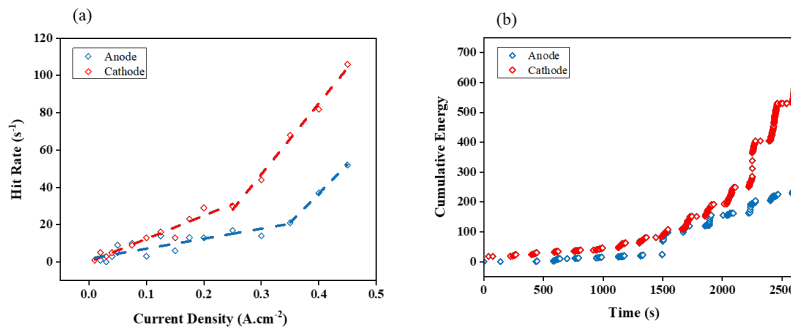 (a)
120
100
80
60
40
20
0
Hit Rate (s⁻¹)
Anode
Cathode
0.0 0.1 0.2 0.3 0.4 0.5
Current Density (A.cm⁻²)
(b)
700
600
500
400
300
200
100
0
Cumulative Energy
Anode
Cathode
0 500 1000 1500 2000 2500
Time (s)